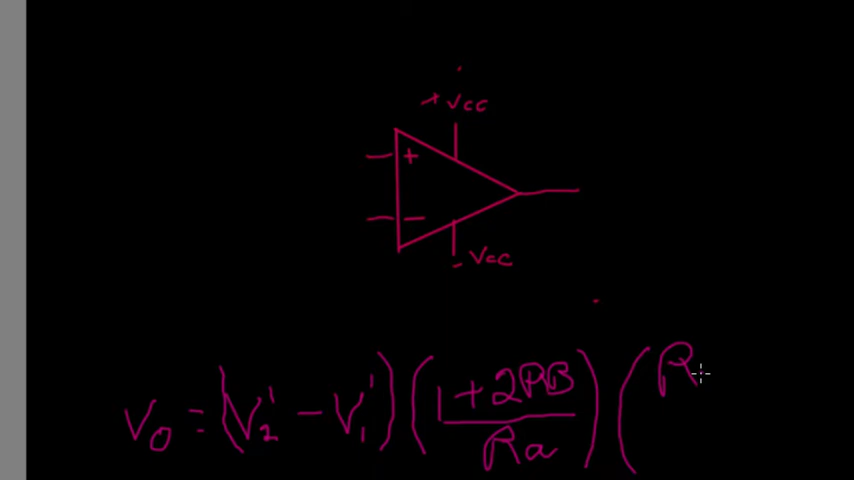 + VCC
+
-
- Vcc
V0 = (V2' - V1') (1 + 2RB / Ra) (R